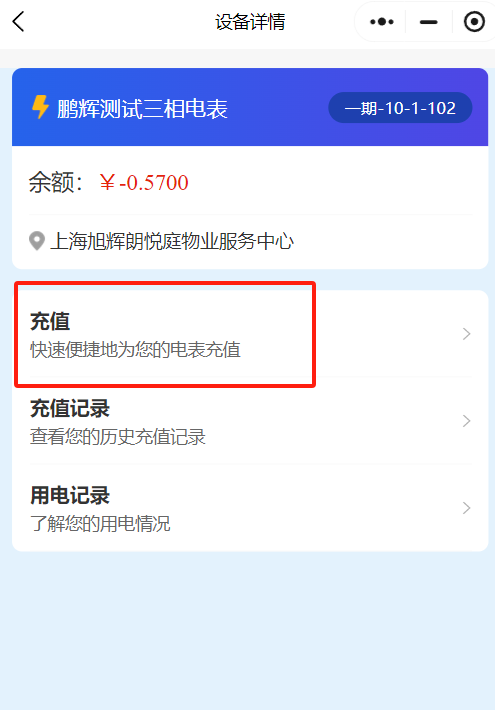 设备详情
鹏辉测试三相电表
一期-10-1-102
余额：￥-0.5700
上海旭辉朗悦庭物业服务中心
充值
快速便捷地为您的电表充值
充值记录
查看您的历史充值记录
用电记录
了解您的用电情况